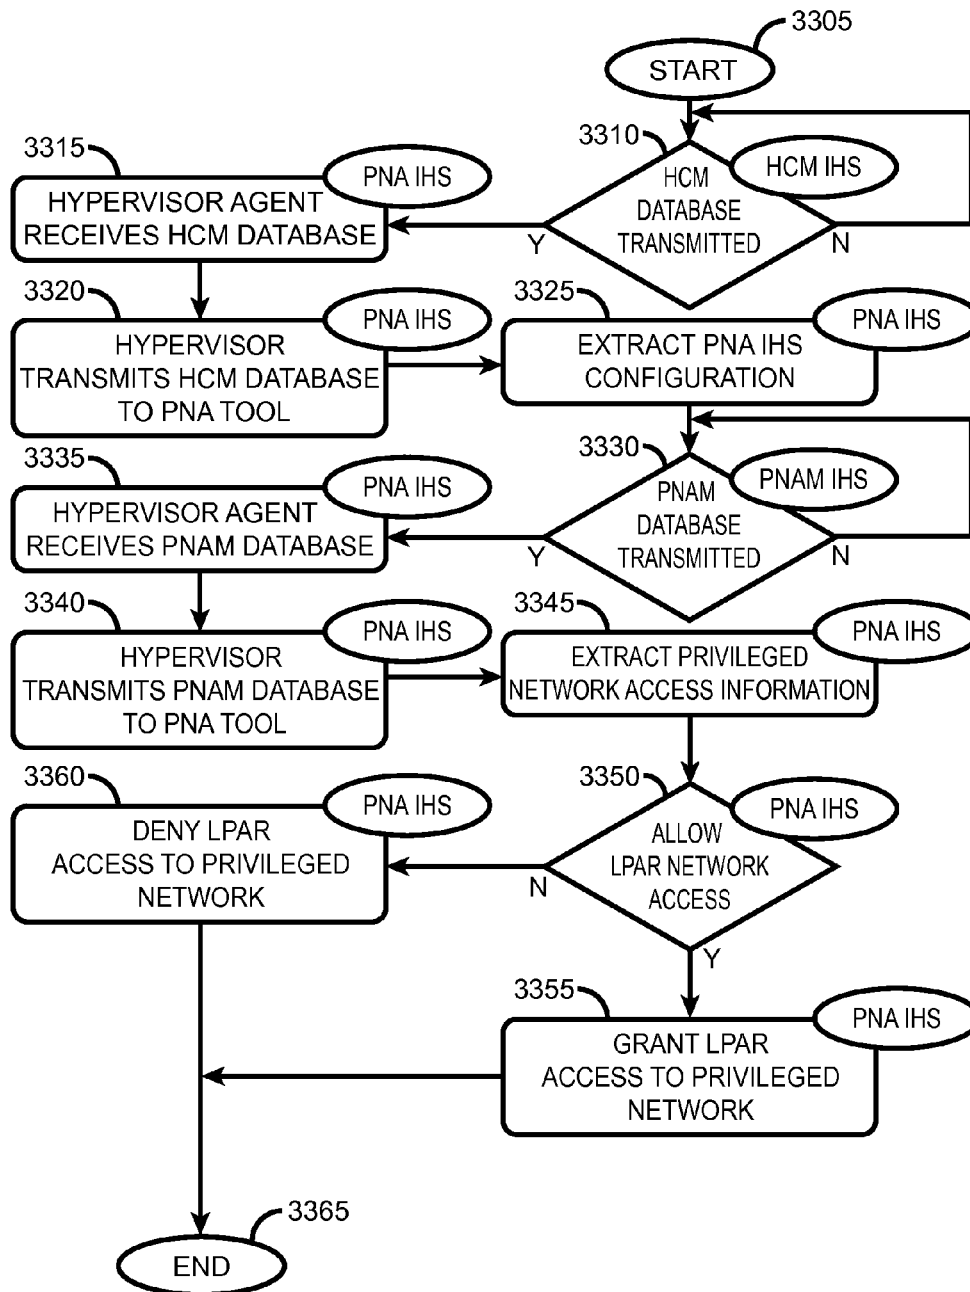 3305
START
3310
HCM IHS
HCM
DATABASE
TRANSMITTED
Y
N
3315
PNA IHS
HYPERVISOR AGENT
RECEIVES HCM DATABASE
3320
PNA IHS
HYPERVISOR
TRANSMITS HCM DATABASE
TO PNA TOOL
3325
PNA IHS
EXTRACT PNA IHS
CONFIGURATION
3330
PNAM IHS
PNAM
DATABASE
TRANSMITTED
Y
N
3335
PNA IHS
HYPERVISOR AGENT
RECEIVES PNAM DATABASE
3340
PNA IHS
HYPERVISOR
TRANSMITS PNAM DATABASE
TO PNA TOOL
3345
PNA IHS
EXTRACT PRIVILEGED
NETWORK ACCESS INFORMATION
3350
PNA IHS
ALLOW
LPAR NETWORK
ACCESS
N
Y
3360
PNA IHS
DENY LPAR
ACCESS TO PRIVILEGED
NETWORK
3355
PNA IHS
GRANT LPAR
ACCESS TO PRIVILEGED
NETWORK
3365
END